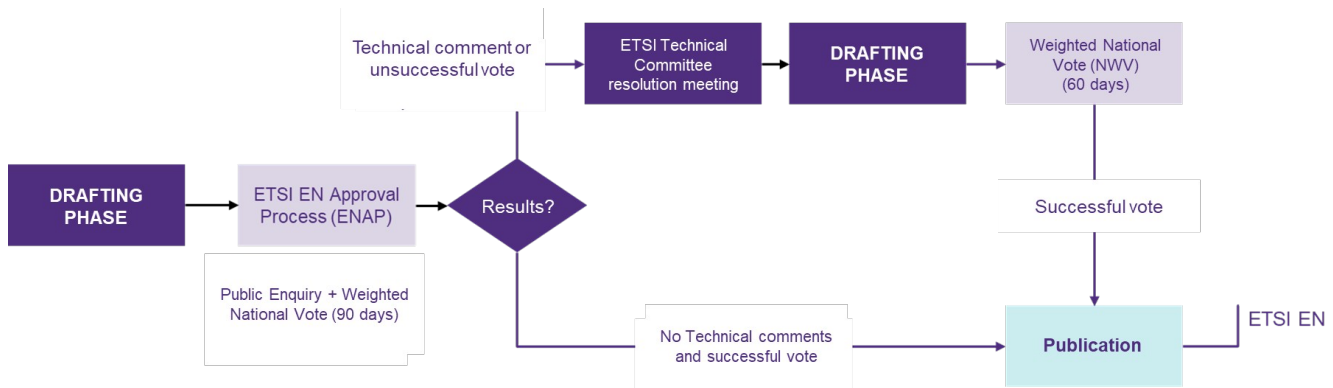 Technical comment or
unsuccessful vote
ETSI Technical
Committee
resolution meeting
DRAFTING
PHASE
Weighted National
Vote (NWV)
(60 days)
DRAFTING
PHASE
ETSI EN Approval
Process (ENAP)
Results?
Successful vote
Public Enquiry + Weighted
National Vote (90 days)
No Technical comments
and successful vote
Publication
ETSI EN